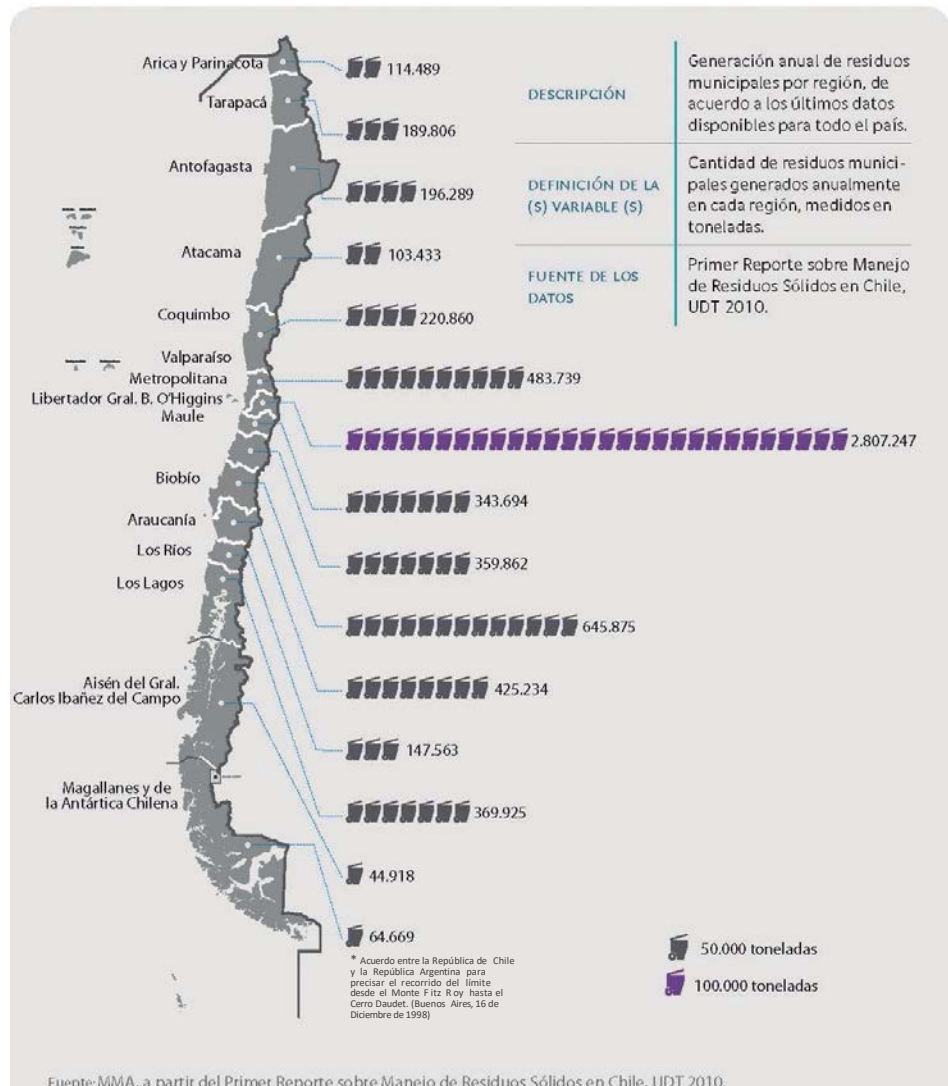 Arica y Parinacota
114.489
Tarapacá
189.806
Antofagasta
196.289
Atacama
103.433
Coquimbo
220.860
Valparaíso
483.739
Metropolitana
Libertador Gral. B. O'Higgins
Maule
2.807.247
343.694
Biobío
359.862
Araucanía
Los Ríos
Los Lagos
645.875
425.234
Aisén del Gral.
Carlos Ibañez del Campo
147.563
Magallanes y de
la Antártica Chilena
369.925
44.918
64.669
DESCRIPCIÓN
Generación anual de residuos
municipales por región, de
acuerdo a los últimos datos
disponibles para todo el país.
DEFINICIÓN DE LA
(S) VARIABLE (S)
Cantidad de residuos munici-
pales generados anualmente
en cada región, medidos en
toneladas.
FUENTE DE LOS
DATOS
Primer Reporte sobre Manejo
de Residuos Sólidos en Chile,
UDT 2010.
* Acuerdo entre la República de Chile
y la República Argentina para
precisar el recorrido del límite
desde el Monte Fitz Roy hasta el
Cerro Daudet. (Buenos Aires, 16 de
Diciembre de 1998)
50.000 toneladas
100.000 toneladas
Fuente: MMA, a partir del Primer Reporte sobre Manejo de Residuos Sólidos en Chile, UDT 2010.